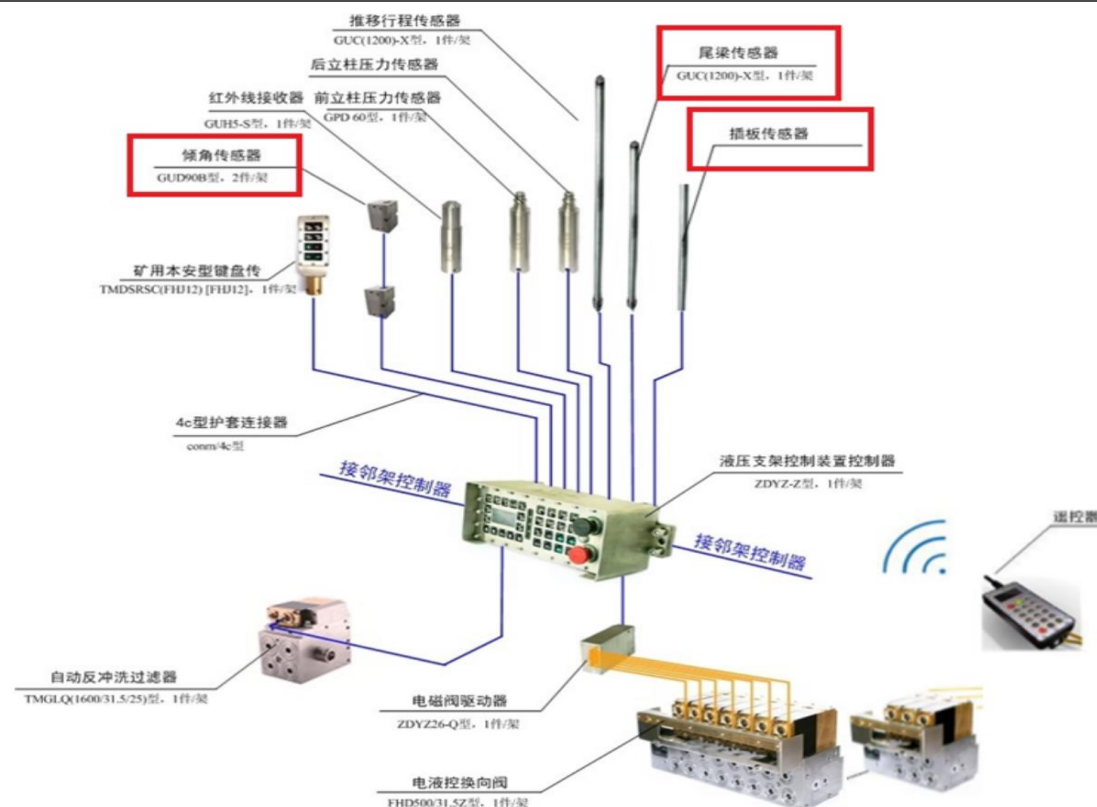 推移行程传感器
GUC(1200)-X型，1件/架
尾梁传感器
GUC(1200)-X型，1件/架
后立柱压力传感器
红外线接收器
GUH5-S型，1件/架
前立柱压力传感器
GPD 60型，1件/架
插板传感器
倾角传感器
GUD90B型，2件/架
矿用本安型键盘传
TMDSRSC(FHJ12) [FHJ12]，1件/架
4c型护套连接器
conm/4c型
接邻架控制器
液压支架控制装置控制器
ZDYZ-Z型，1件/架
接邻架控制器
遥控器
自动反冲洗过滤器
TMGLQ(1600/31.5/25)型，1件/架
电磁阀驱动器
ZDYZ26-Q型，1件/架
电液控换向阀
FHD500/31.5Z型，1件/架